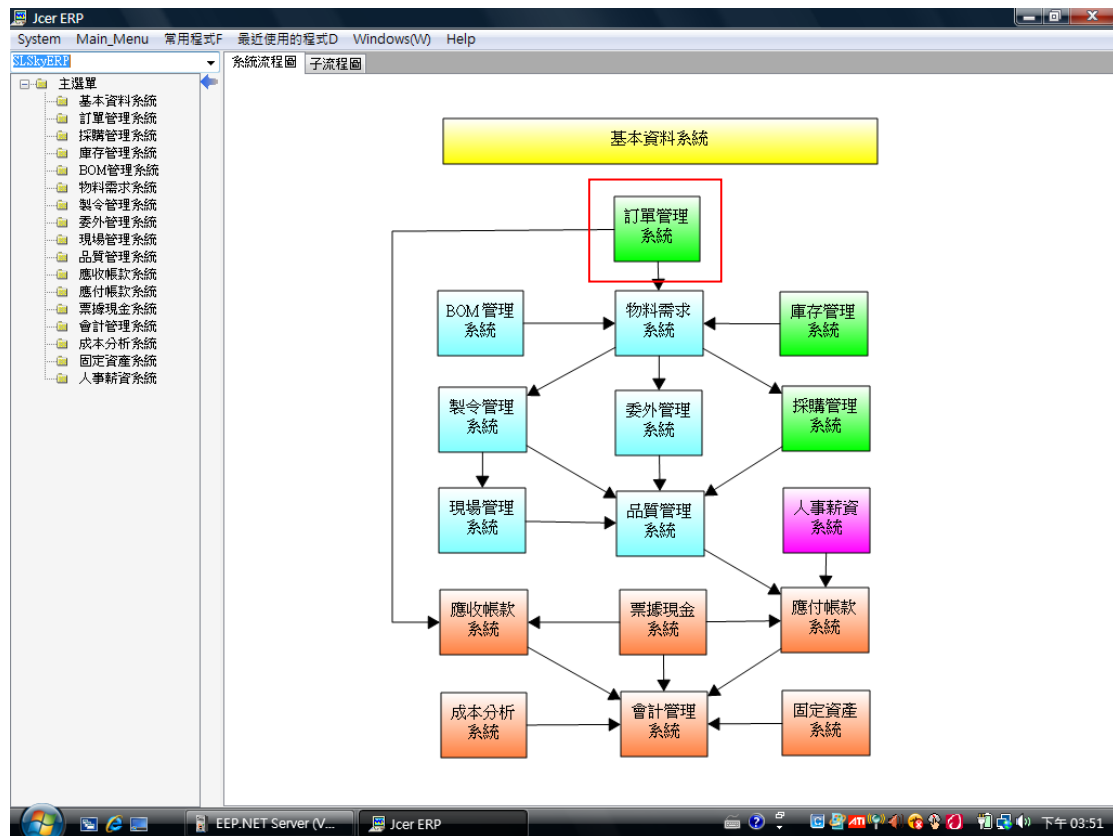 Jcer ERP
System Main_Menu 常用程式F 最近使用的程式D Windows(W) Help
SLSkyERP
系統流程圖 子流程圖
主選單
基本資料系統
訂單管理系統
採購管理系統
庫存管理系統
BOM管理系統
物料需求系統
製令管理系統
委外管理系統
現場管理系統
品質管理系統
應收帳款系統
應付帳款系統
票據現金系統
會計管理系統
成本分析系統
固定資產系統
人事薪資系統
基本資料系統
訂單管理
系統
BOM 管理
系統
物料需求
系統
庫存管理
系統
製令管理
系統
委外管理
系統
採購管理
系統
現場管理
系統
品質管理
系統
人事薪資
系統
應收帳款
系統
票據現金
系統
應付帳款
系統
成本分析
系統
會計管理
系統
固定資產
系統
EEP.NET Server (V...
Jcer ERP
ATI
下午 03:51